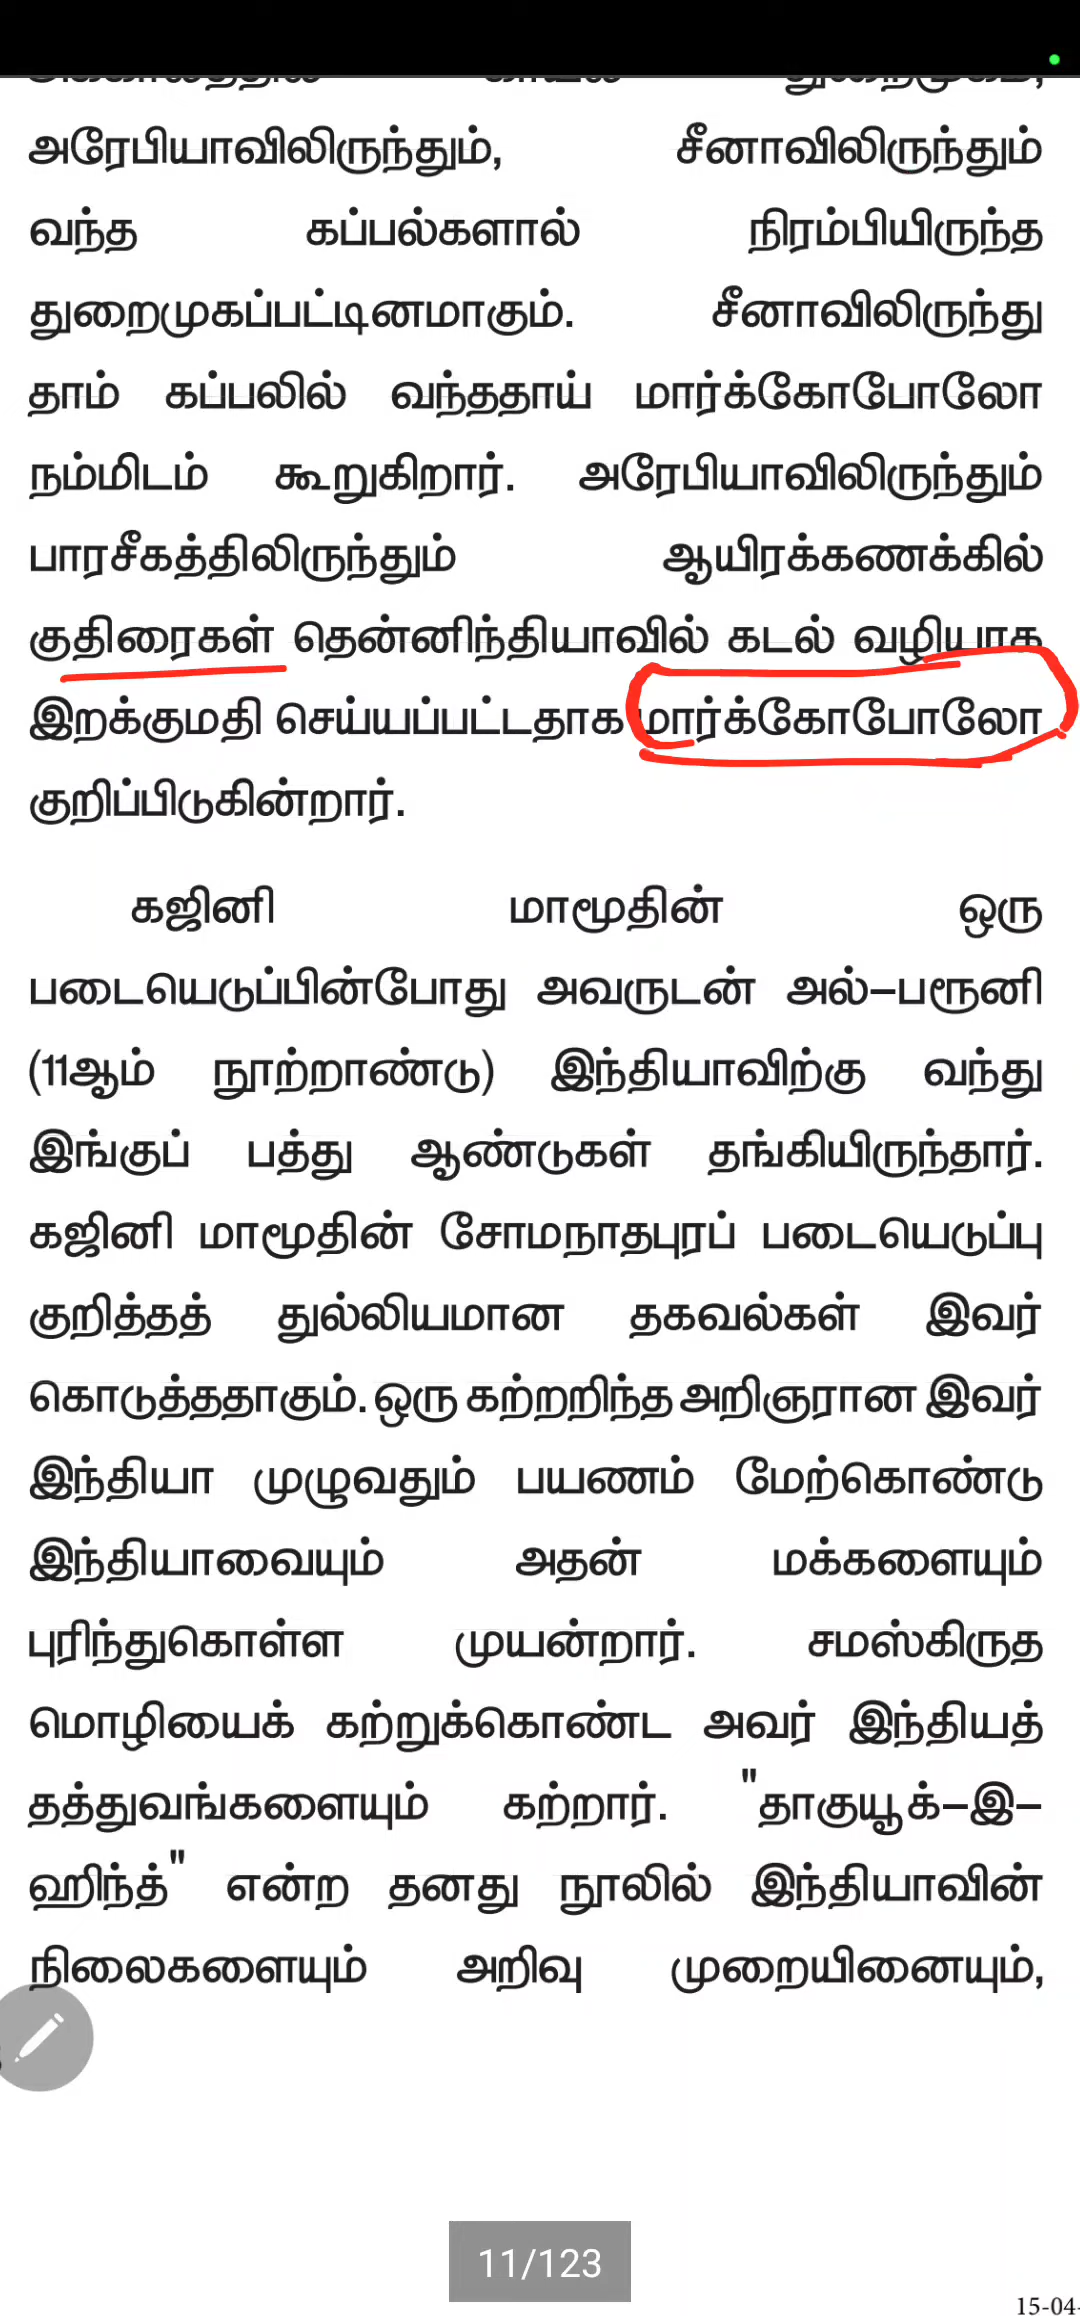 அரேபியாவிலிருந்தும், சீனாவிலிருந்தும்
வந்த கப்பல்களால் நிரம்பியிருந்த
துறைமுகப்பட்டினமாகும். சீனாவிலிருந்து
தாம் கப்பலில் வந்ததாய் மார்க்கோபோலோ
நம்மிடம் கூறுகிறார். அரேபியாவிலிருந்தும்
பாரசீகத்திலிருந்தும் ஆயிரக்கணக்கில்
குதிரைகள் தென்னிந்தியாவில் கடல் வழியாக
இறக்குமதி செய்யப்பட்டதாக மார்க்கோபோலோ
குறிப்பிடுகின்றார்.
கஜினி மாமூதின் ஒரு
படையெடுப்பின்போது அவருடன் அல்–பரூனி
(11ஆம் நூற்றாண்டு) இந்தியாவிற்கு வந்து
இங்குப் பத்து ஆண்டுகள் தங்கியிருந்தார்.
கஜினி மாமூதின் சோமநாதபுரப் படையெடுப்பு
குறித்தத் துல்லியமான தகவல்கள் இவர்
கொடுத்ததாகும். ஒரு கற்றறிந்த அறிஞரான இவர்
இந்தியா முழுவதும் பயணம் மேற்கொண்டு
இந்தியாவையும் அதன் மக்களையும்
புரிந்துகொள்ள முயன்றார். சமஸ்கிருத
மொழியைக் கற்றுக்கொண்ட அவர் இந்தியத்
தத்துவங்களையும் கற்றார். "தாகுயூக்–இ–
ஹிந்த்" என்ற தனது நூலில் இந்தியாவின்
நிலைகளையும் அறிவு முறையினையும்,
11/123
15-04-